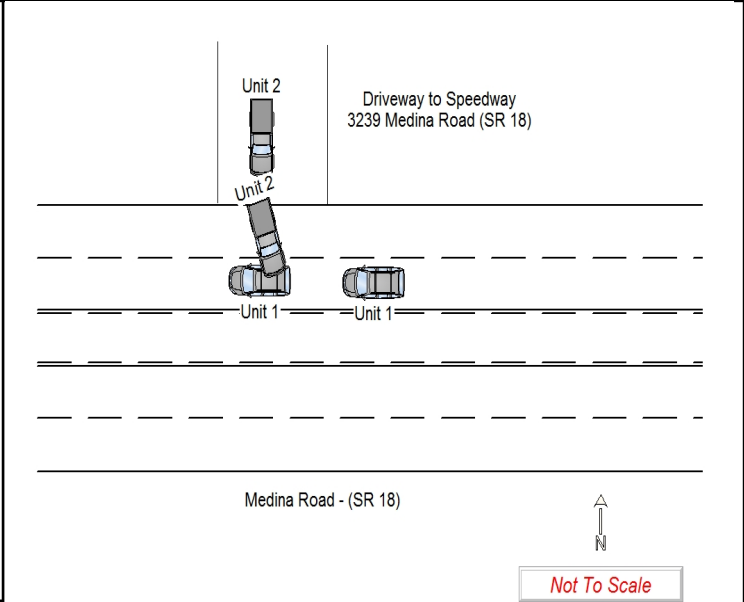 Unit 2
Driveway to Speedway
3239 Medina Road (SR 18)
Unit 2
Unit 1
Unit 1
Medina Road - (SR 18)
N
Not To Scale